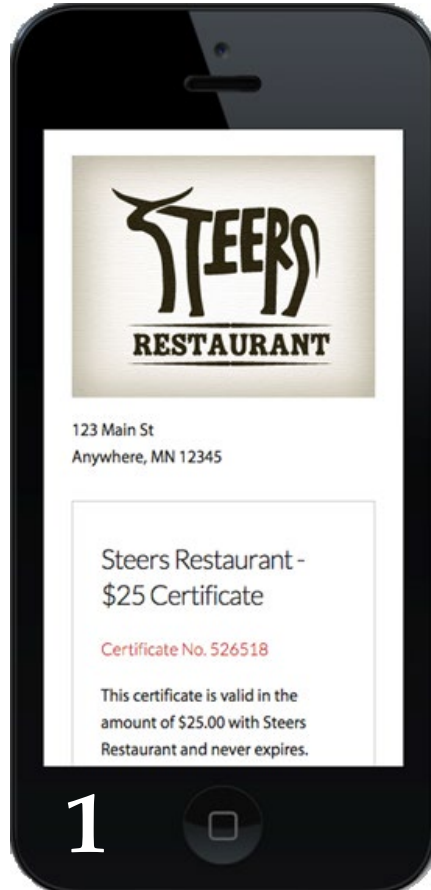 STEERS
RESTAURANT
123 Main St
Anywhere, MN 12345
Steers Restaurant -
$25 Certificate
Certificate No. 526518
This certificate is valid in the
amount of $25.00 with Steers
Restaurant and never expires.
1